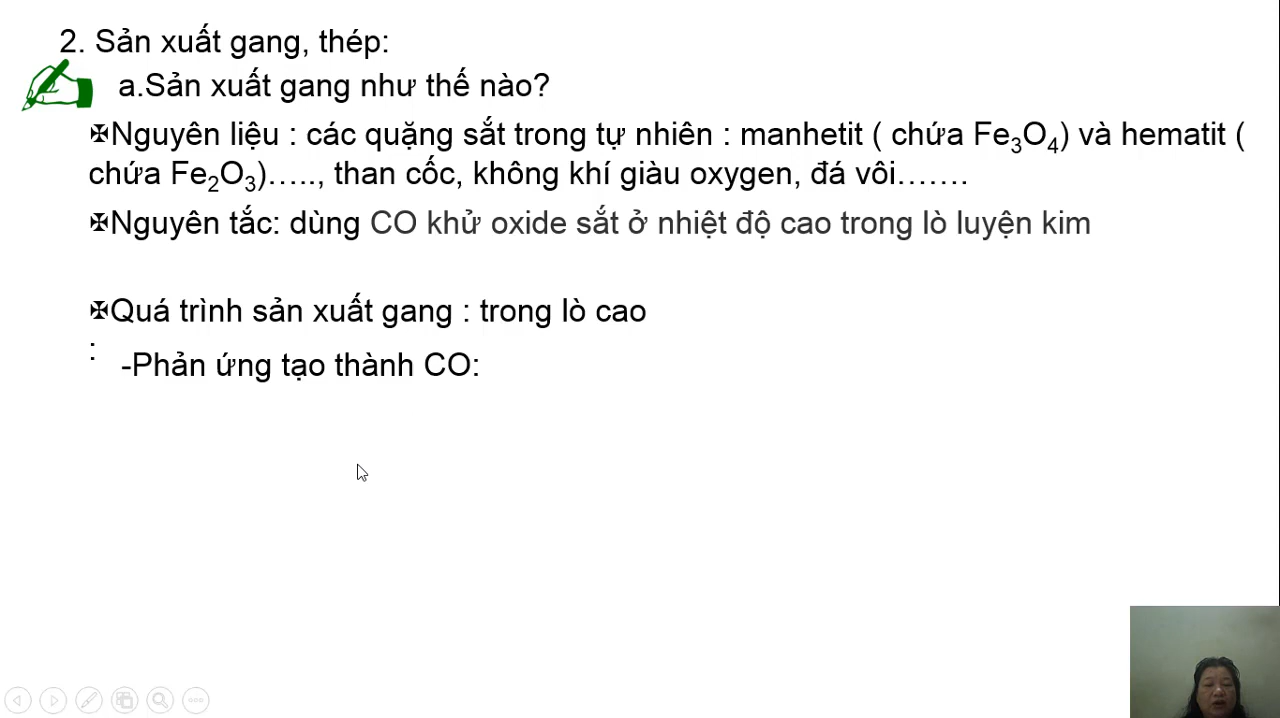 2. Sản xuất gang, thép:
a.Sản xuất gang như thế nào?
✠Nguyên liệu : các quặng sắt trong tự nhiên : manhetit ( chứa Fe₃O₄) và hematit (
chứa Fe₂O₃)….., than cốc, không khí giàu oxygen, đá vôi…….
✠Nguyên tắc: dùng CO khử oxide sắt ở nhiệt độ cao trong lò luyện kim
✠Quá trình sản xuất gang : trong lò cao
:
-Phản ứng tạo thành CO: